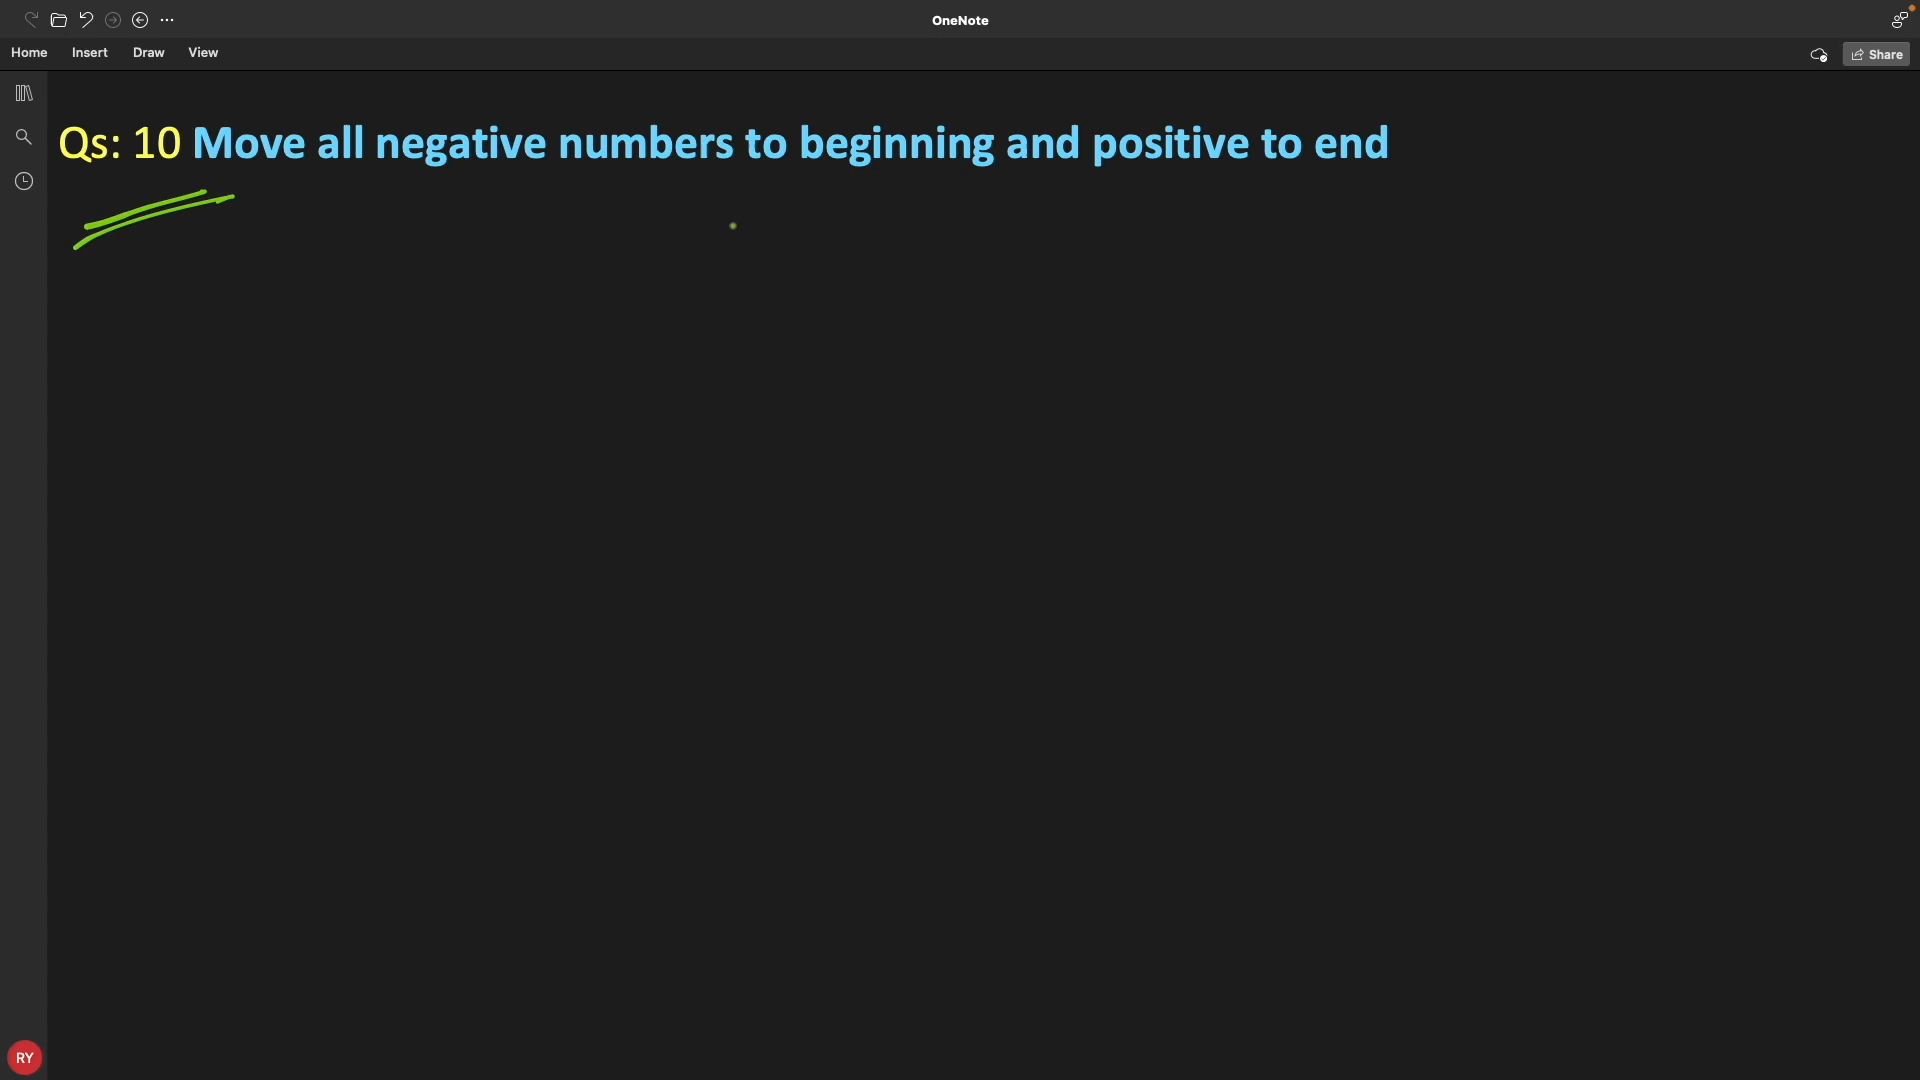 OneNote
Home Insert Draw View
Share
Qs: 10 Move all negative numbers to beginning and positive to end
RY